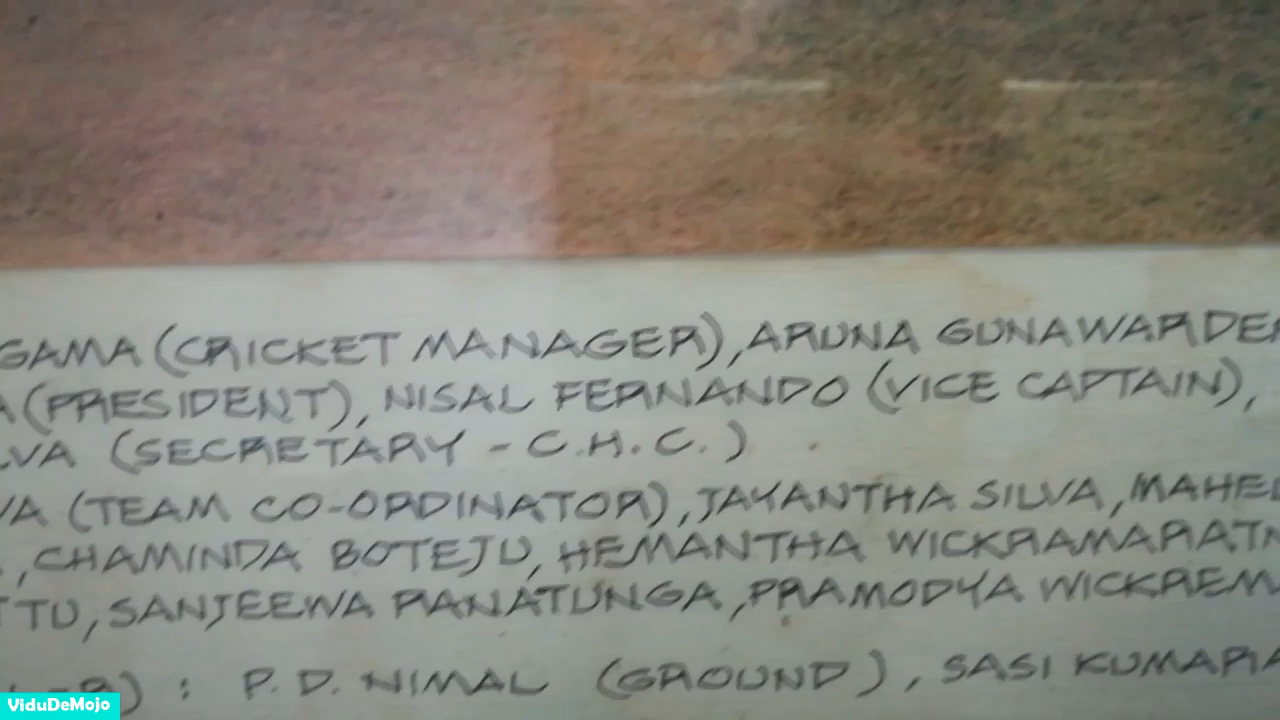 GAMA (CRICKET MANAGER), ARUNA GUNAWARDE
A (PRESIDENT), NISAL FERNANDO (VICE CAPTAIN),
LVA (SECRETARY - C.H.C.)
VA (TEAM CO-ORDINATOR), JAYANTHA SILVA, MAHE
, CHAMINDA BOTEJU, HEMANTHA WICKRAMARATN
TTU, SANJEEWA RANATUNGA, PRAMODYA WICKREM
L-R) : P. D. NIMAL (GROUND), SASI KUMARA
ViduDeMojo